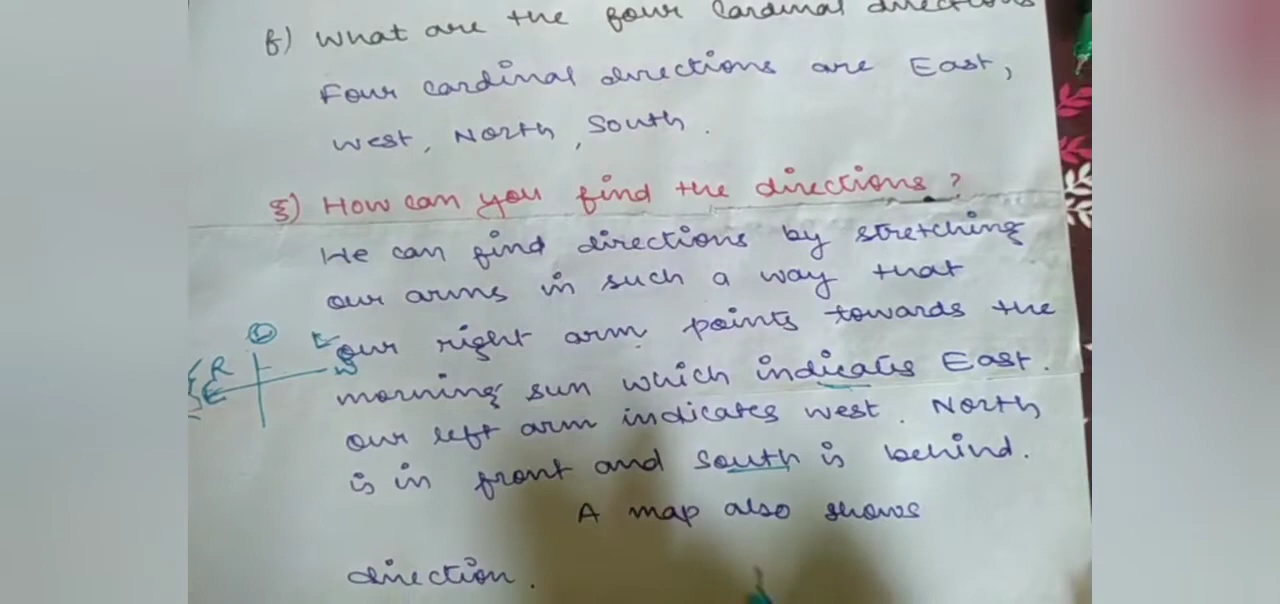 f) What are the four cardinal directions
Four cardinal directions are East,
west, North, South.
g) How can you find the directions?
He can find directions by stretching
our arms in such a way that
our right arm points towards the
morning sun which indicates East.
our left arm indicates west. North
is in front and south is behind.
A map also shows
direction.
R
E
L
W